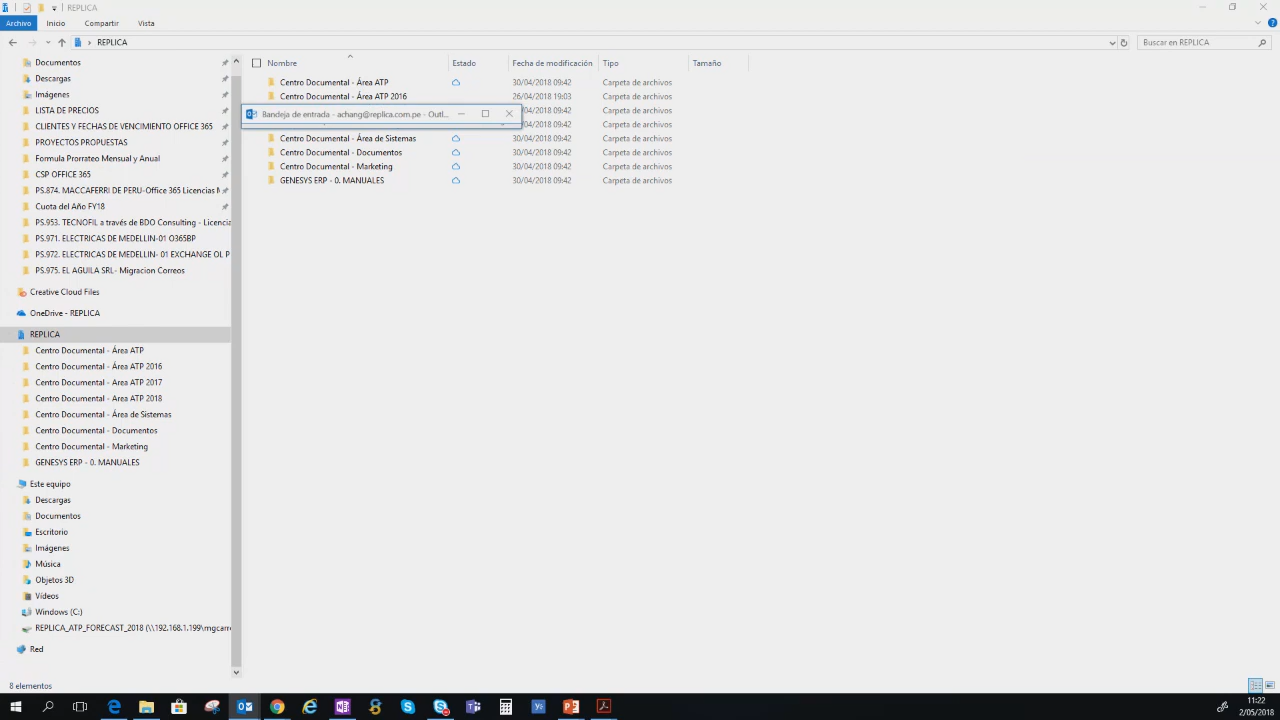 REPLICA
Archivo Inicio Compartir Vista
REPLICA
Buscar en REPLICA
Documentos
Descargas
Imágenes
LISTA DE PRECIOS
CLIENTES Y FECHAS DE VENCIMIENTO OFFICE 365
PROYECTOS PROPUESTAS
Formula Prorrateo Mensual y Anual
CSP OFFICE 365
PS.874. MACCAFERRI DE PERU-Office 365 Licencias
Cuota del Año FY18
PS.953. TECNOFIL a través de BDO Consulting - Licencia
PS.971. ELECTRICAS DE MEDELLIN-01 O365BP
PS.972. ELECTRICAS DE MEDELLIN- 01 EXCHANGE OL P
PS.975. EL AGUILA SRL- Migracion Correos
Creative Cloud Files
OneDrive - REPLICA
REPLICA
Centro Documental - Área ATP
Centro Documental - Área ATP 2016
Centro Documental - Area ATP 2017
Centro Documental - Area ATP 2018
Centro Documental - Área de Sistemas
Centro Documental - Documentos
Centro Documental - Marketing
GENESYS ERP - 0. MANUALES
Este equipo
Descargas
Documentos
Escritorio
Imágenes
Música
Objetos 3D
Vídeos
Windows (C:)
REPLICA_ATP_FORECAST_2018 (\\192.168.1.199\mgcarr
Red
Nombre Estado Fecha de modificación Tipo Tamaño
Centro Documental - Área ATP 30/04/2018 09:42 Carpeta de archivos
Centro Documental - Área ATP 2016 26/04/2018 19:03 Carpeta de archivos
Bandeja de entrada - achang@replica.com.pe - Outl...
/04/2018 09:42 Carpeta de archivos
/04/2018 09:42 Carpeta de archivos
Centro Documental - Área de Sistemas 30/04/2018 09:42 Carpeta de archivos
Centro Documental - Documentos 30/04/2018 09:42 Carpeta de archivos
Centro Documental - Marketing 30/04/2018 09:42 Carpeta de archivos
GENESYS ERP - 0. MANUALES 30/04/2018 09:42 Carpeta de archivos
8 elementos
11:22
2/05/2018